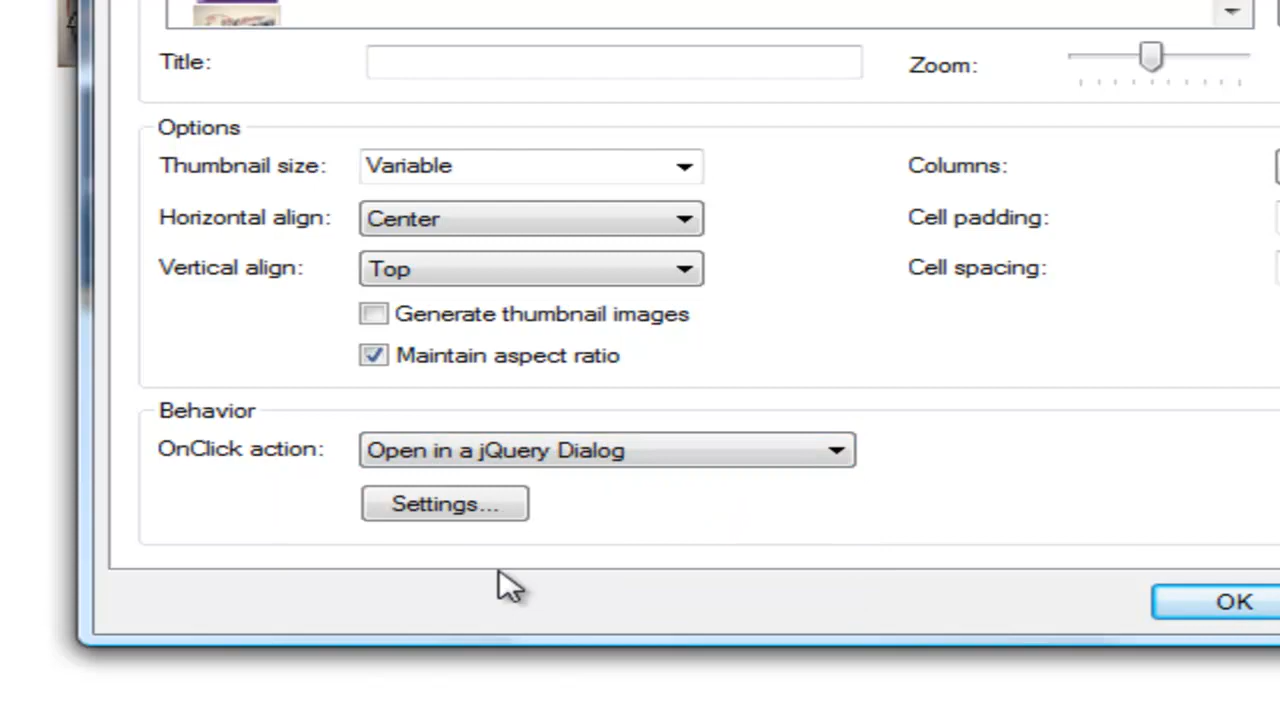 Title:
Zoom:
Options
Thumbnail size: Variable
Columns:
Horizontal align: Center
Cell padding:
Vertical align: Top
Cell spacing:
Generate thumbnail images
Maintain aspect ratio
Behavior
OnClick action: Open in a jQuery Dialog
Settings...
OK